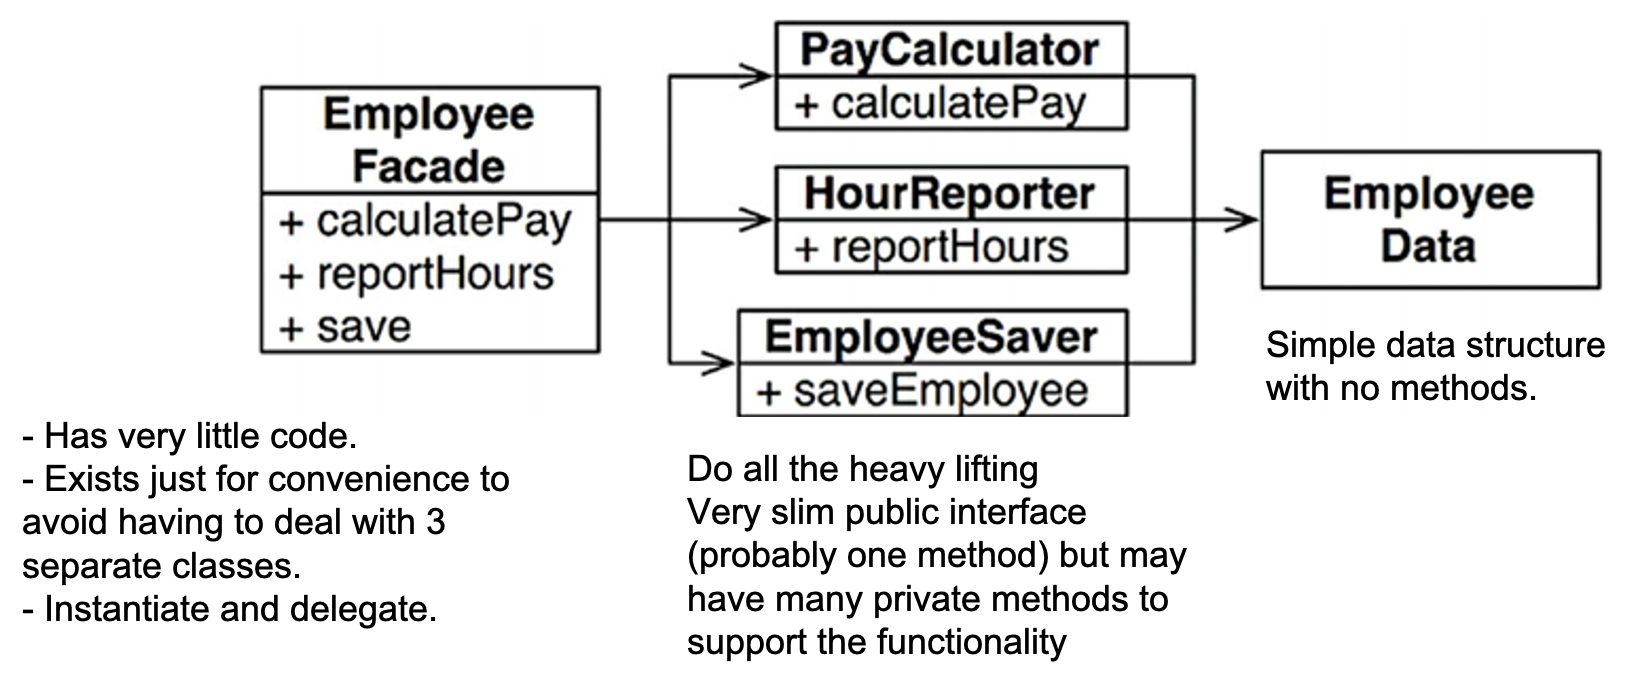 Employee
Facade
+ calculatePay
+ reportHours
+ save
PayCalculator
+ calculatePay
HourReporter
+ reportHours
EmployeeSaver
+ saveEmployee
Employee
Data
Simple data structure
with no methods.
- Has very little code.
- Exists just for convenience to
avoid having to deal with 3
separate classes.
- Instantiate and delegate.
Do all the heavy lifting
Very slim public interface
(probably one method) but may
have many private methods to
support the functionality